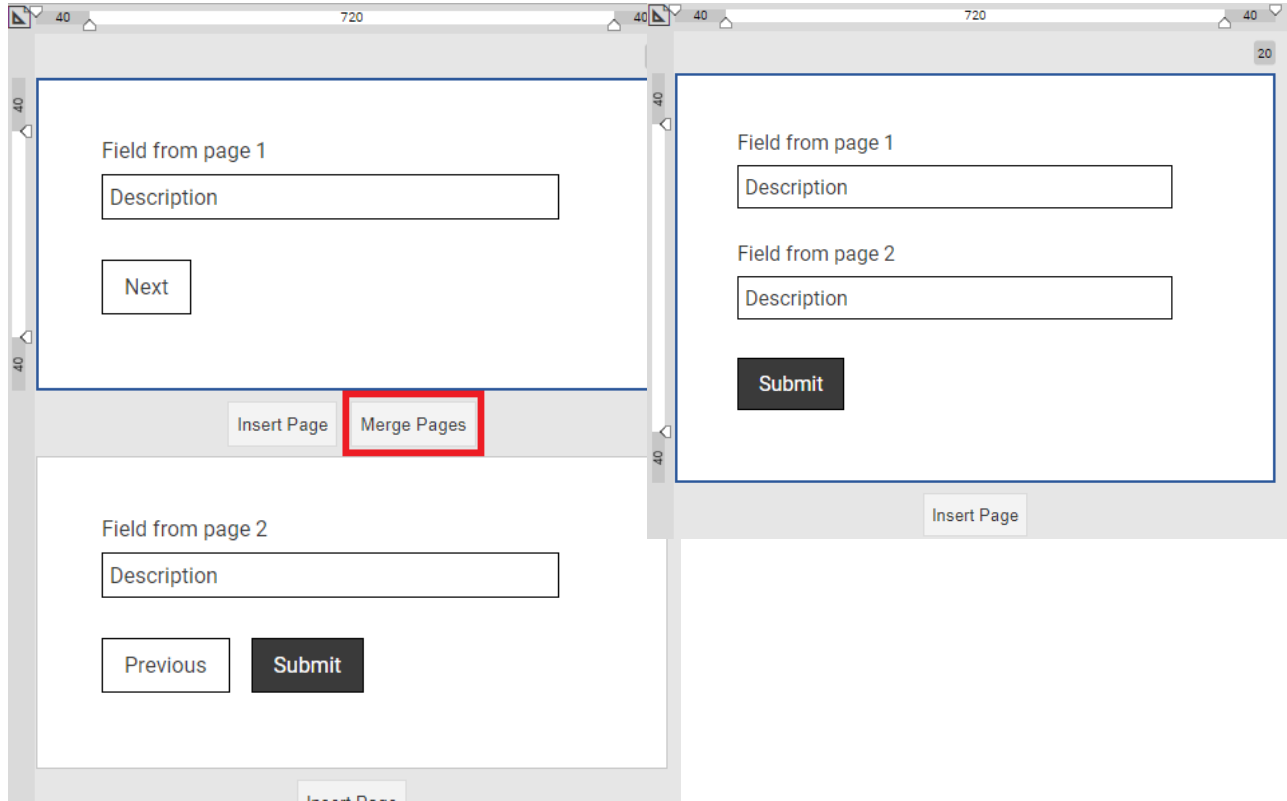 40 720 40
40
Field from page 1
Description
Next
40
Insert Page Merge Pages
Field from page 2
Description
Previous Submit
Insert Page
40 720 40
20
40
Field from page 1
Description
Field from page 2
Description
Submit
40
Insert Page